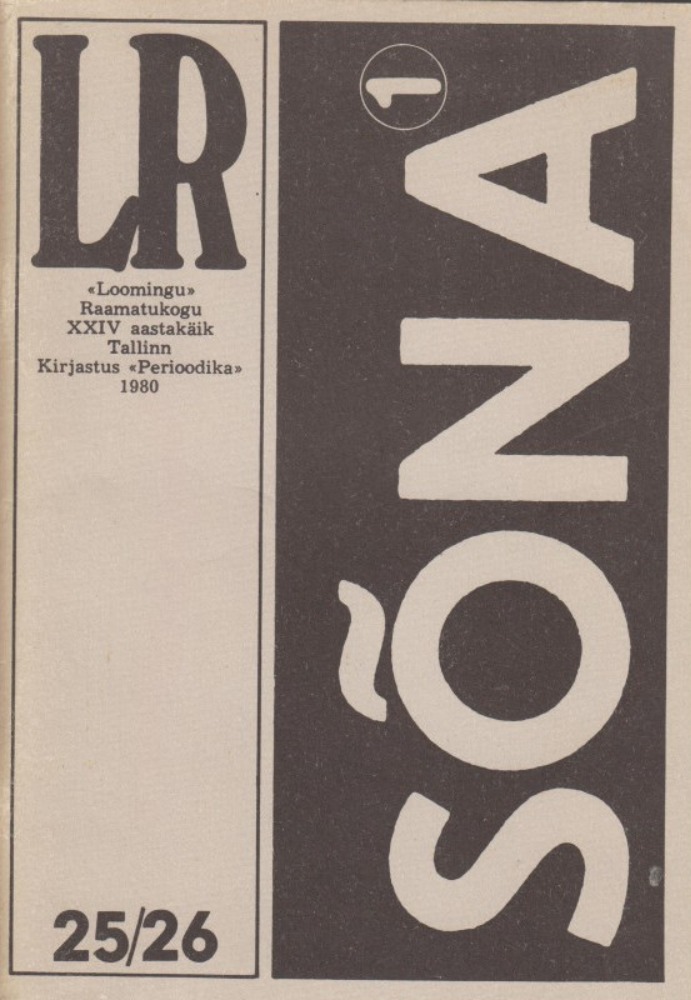 LR
«Loomingu»
Raamatukogu
XXIV aastakäik
Tallinn
Kirjastus «Perioodika»
1980
25/26
SÕNA
1